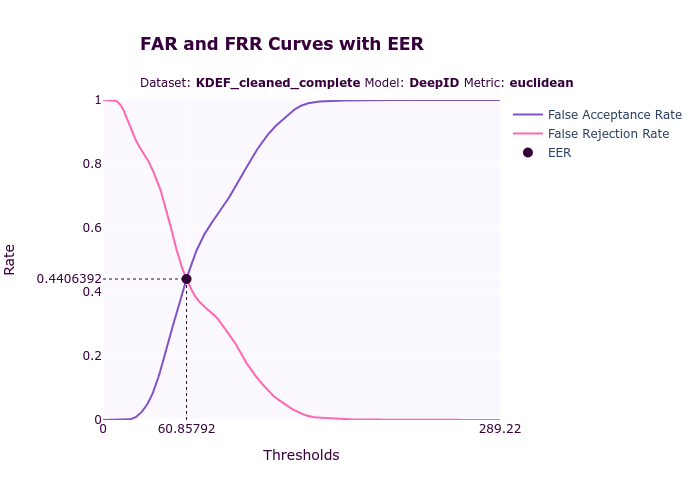 FAR and FRR Curves with EER
Dataset: KDEF_cleaned_complete Model: DeepID Metric: euclidean
False Acceptance Rate
False Rejection Rate
EER
Rate
1
0.8
0.6
0.4406392
0.4
0.2
0
0
60.85792
289.22
Thresholds